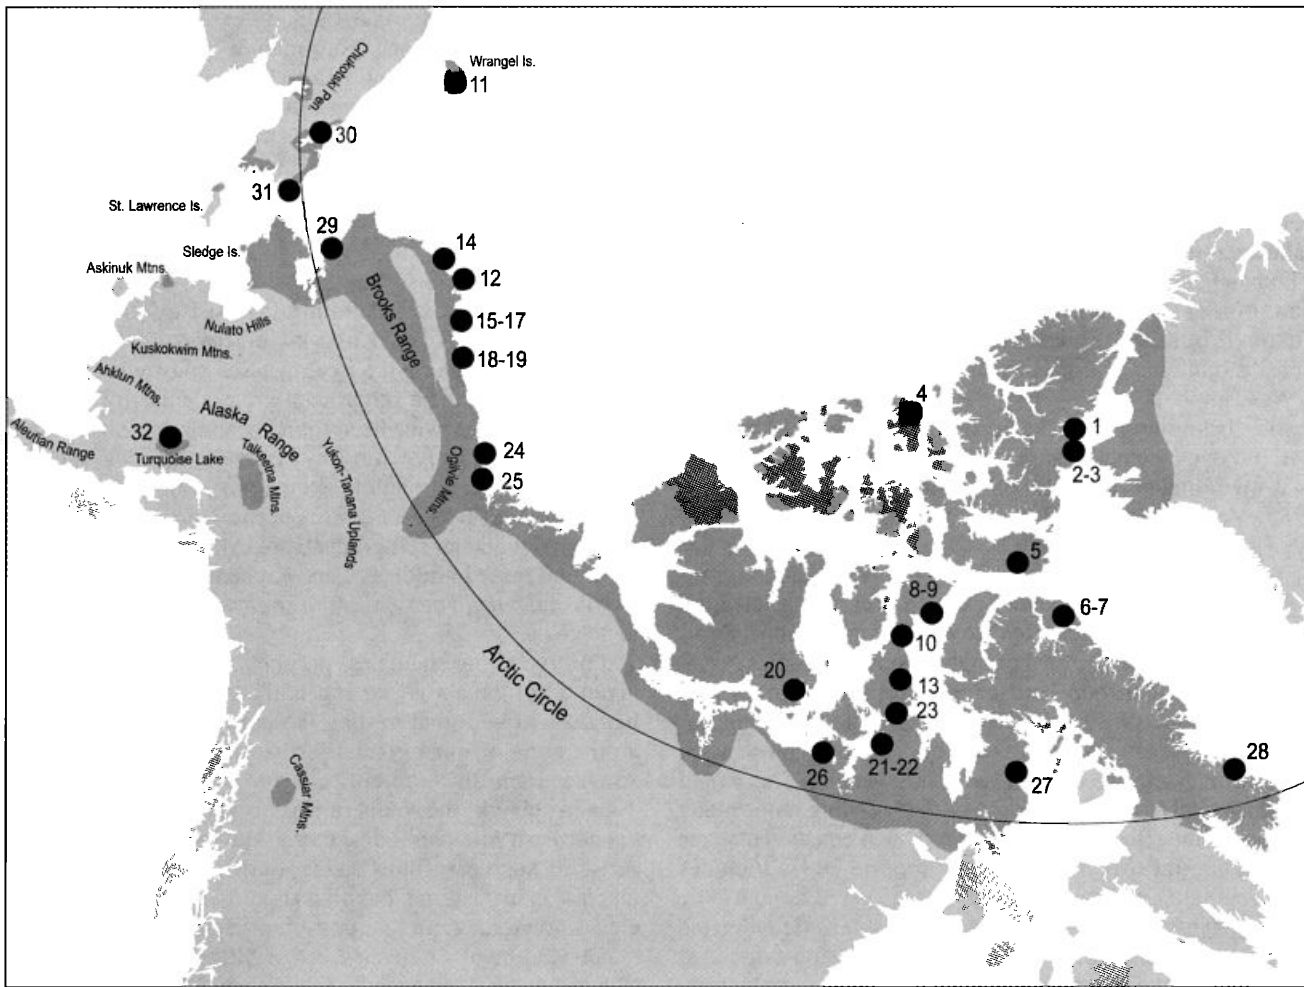 Chukotski Pen.
Wrangel Is.
11
30
31
St. Lawrence Is.
29
14
Sledge Is.
12
Askinuk Mtns.
Brooks Range
15-17
Nulato Hills
Kuskokwim Mtns.
18-19
Ahklun Mtns.
4
Alaska Range
1
Aleutian Range
32
Turquoise Lake
Talkeetna Mtns.
Yukon-Tanana Uplands
Ogilvie Mtns.
24
2-3
25
5
8-9
6-7
10
Arctic Circle
20
13
23
28
26
21-22
27
Cassiar Mtns.